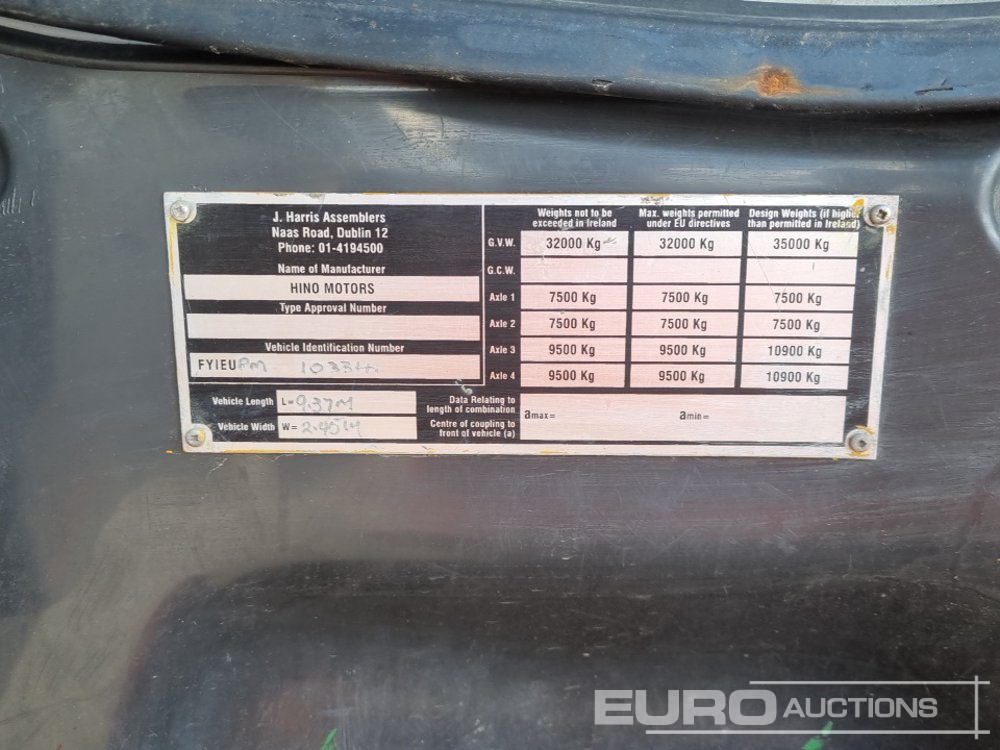 J. Harris Assemblers
Naas Road, Dublin 12
Phone: 01-4194500
Name of Manufacturer
HINO MOTORS
Type Approval Number
Vehicle Identification Number
FY1EUPM 10334
Vehicle Length L= 9.37M
Vehicle Width W= 2.45M
Weights not to be exceeded in Ireland
Max. weights permitted under EU directives
Design Weights (if higher than permitted in Ireland)
G.V.W. 32000 Kg 32000 Kg 35000 Kg
G.C.W.
Axle 1 7500 Kg 7500 Kg 7500 Kg
Axle 2 7500 Kg 7500 Kg 7500 Kg
Axle 3 9500 Kg 9500 Kg 10900 Kg
Axle 4 9500 Kg 9500 Kg 10900 Kg
Data Relating to length of combination
Centre of coupling to front of vehicle (a)
amax= amin=
EURO AUCTIONS